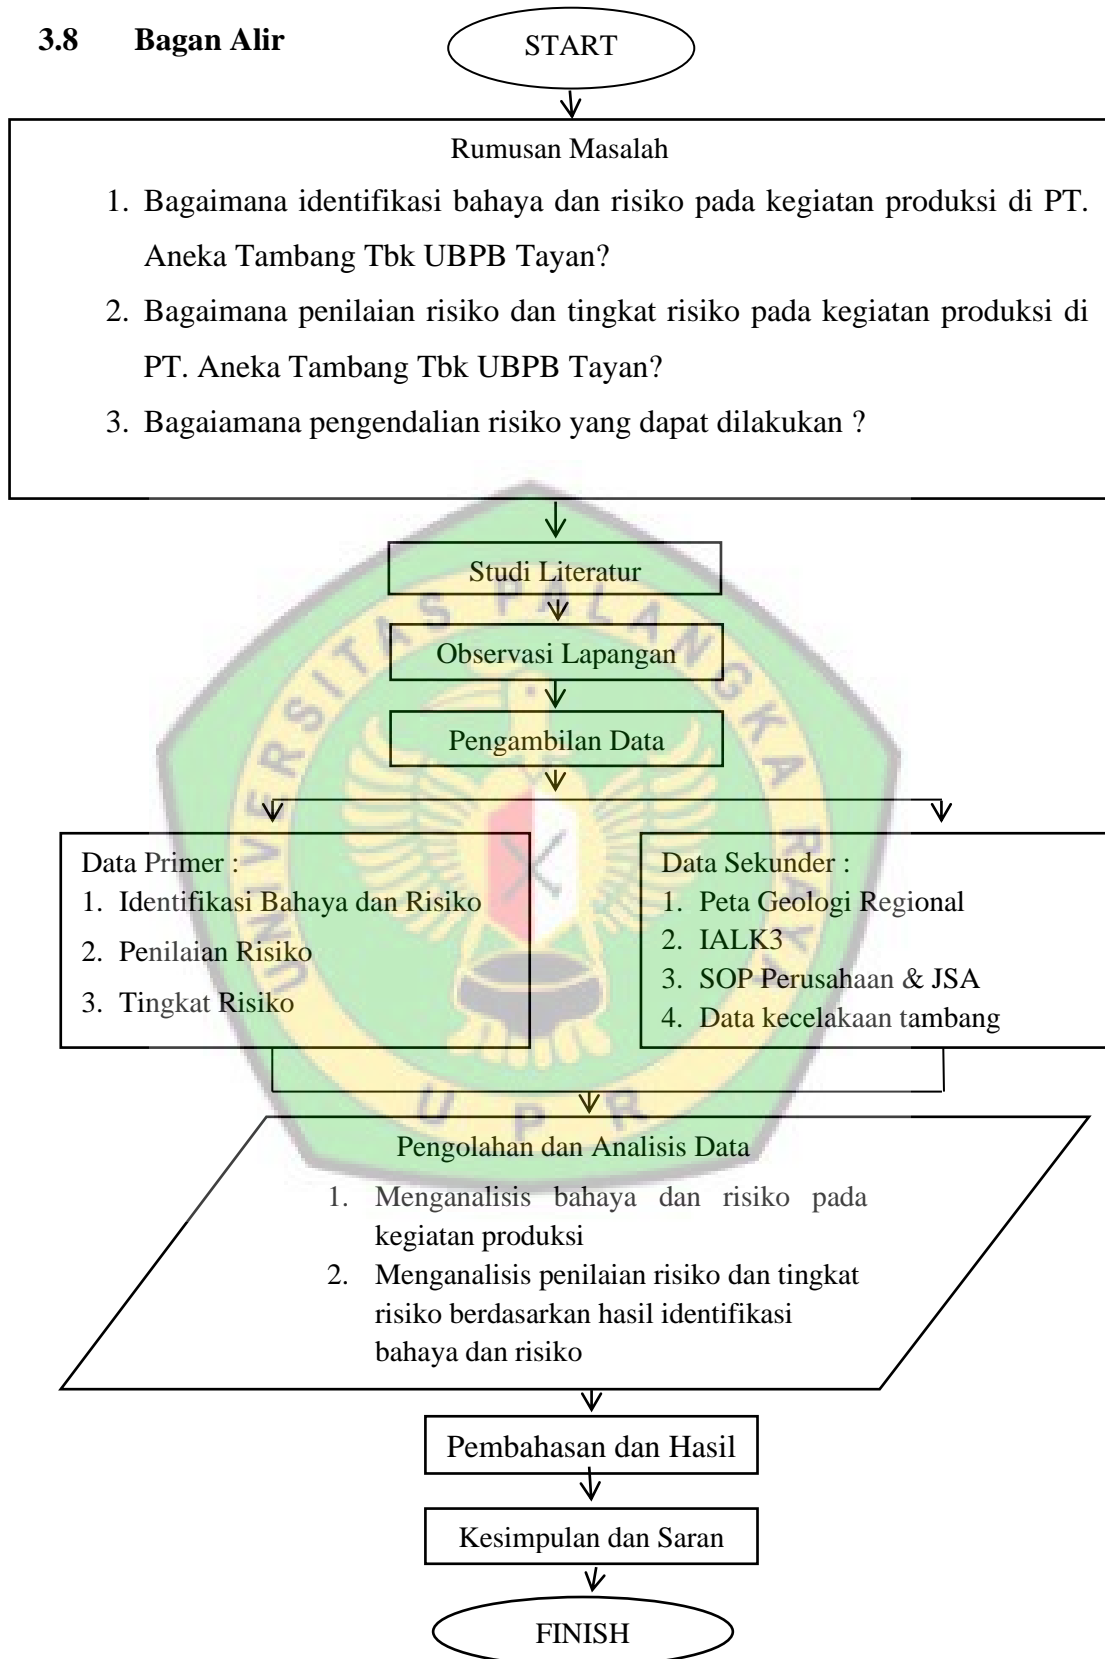 3.8 Bagan Alir
START
Rumusan Masalah
1. Bagaimana identifikasi bahaya dan risiko pada kegiatan produksi di PT.
Aneka Tambang Tbk UBPB Tayan?
2. Bagaimana penilaian risiko dan tingkat risiko pada kegiatan produksi di
PT. Aneka Tambang Tbk UBPB Tayan?
3. Bagaiamana pengendalian risiko yang dapat dilakukan ?
Studi Literatur
Observasi Lapangan
Pengambilan Data
Data Primer :
1. Identifikasi Bahaya dan Risiko
2. Penilaian Risiko
3. Tingkat Risiko
Data Sekunder :
1. Peta Geologi Regional
2. IALK3
3. SOP Perusahaan & JSA
4. Data kecelakaan tambang
Pengolahan dan Analisis Data
1. Menganalisis bahaya dan risiko pada
kegiatan produksi
2. Menganalisis penilaian risiko dan tingkat
risiko berdasarkan hasil identifikasi
bahaya dan risiko
Pembahasan dan Hasil
Kesimpulan dan Saran
FINISH
UNIVERSITAS PALANGKA RAYA
UPR